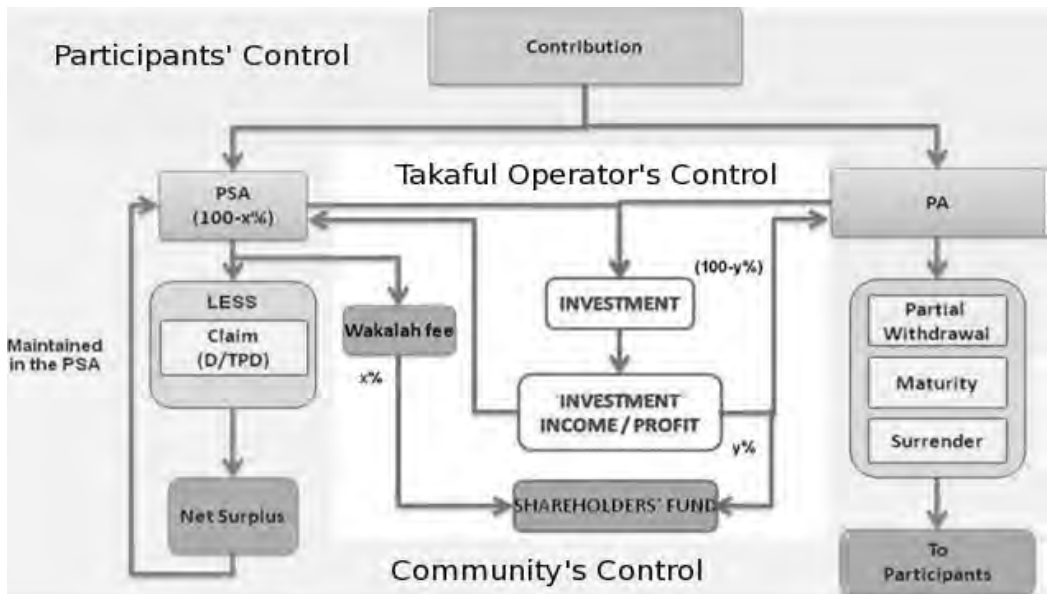 Participants' Control
Contribution
Takaful Operator's Control
PSA
(100-x%)
PA
(100-y%)
LESS
Claim
(D/TPD)
Wakalah fee
x%
INVESTMENT
INVESTMENT
INCOME / PROFIT
y%
Partial
Withdrawal
Maturity
Surrender
Maintained
in the PSA
Net Surplus
SHAREHOLDERS' FUND
To
Participants
Community's Control